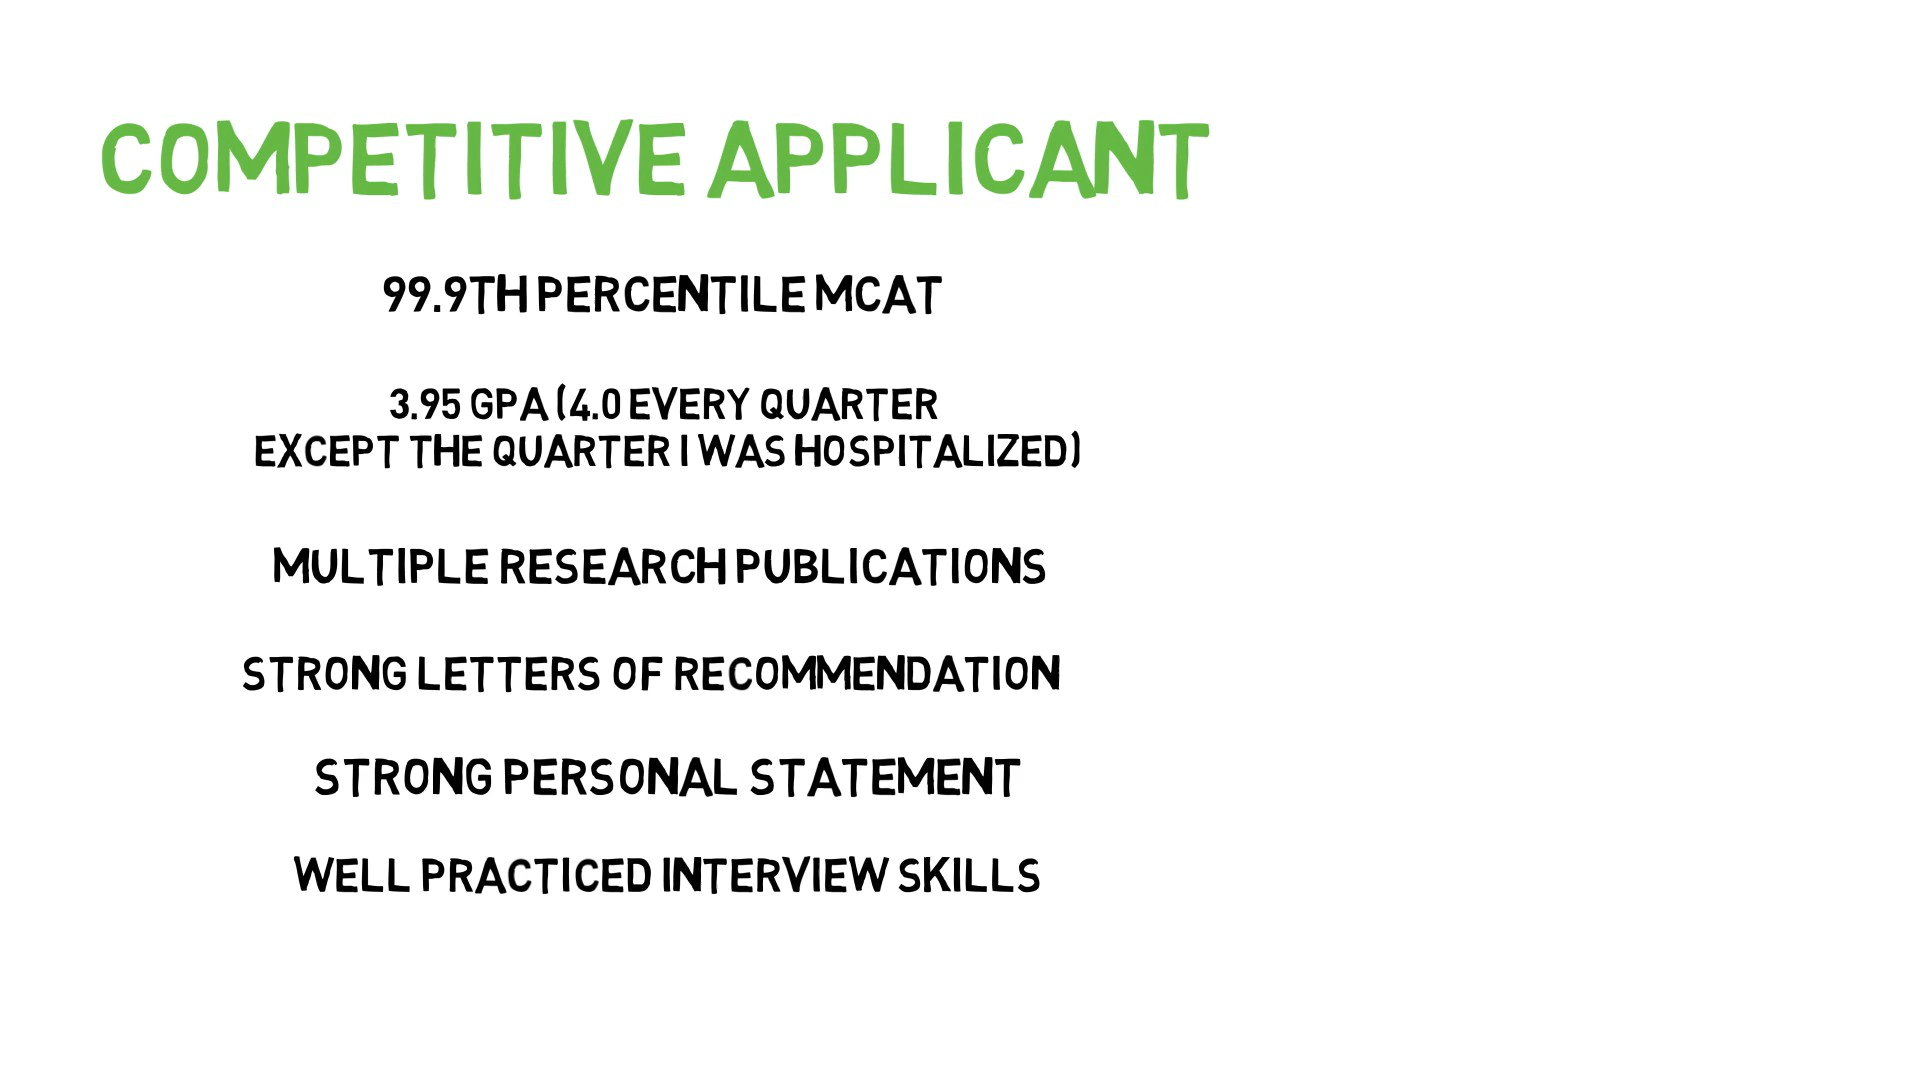 COMPETITIVE APPLICANT
99.9TH PERCENTILE MCAT
3.95 GPA (4.0 EVERY QUARTER
EXCEPT THE QUARTER I WAS HOSPITALIZED)
MULTIPLE RESEARCH PUBLICATIONS
STRONG LETTERS OF RECOMMENDATION
STRONG PERSONAL STATEMENT
WELL PRACTICED INTERVIEW SKILLS